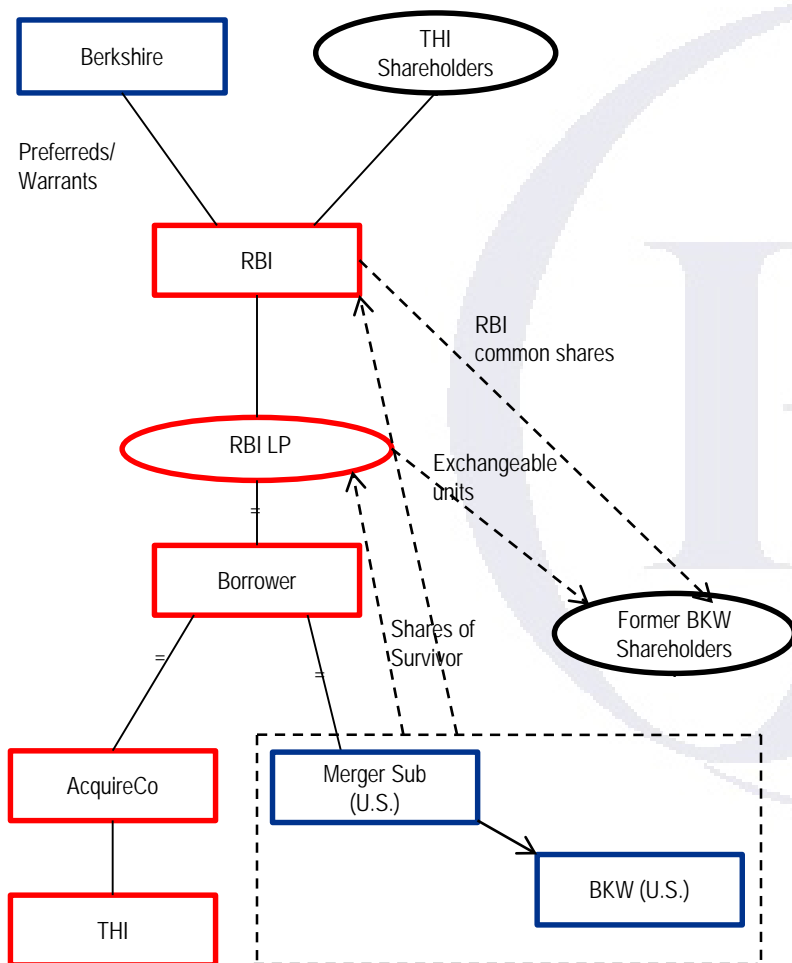 Berkshire
THI
Shareholders
Preferreds/
Warrants
RBI
RBI
common shares
RBI LP
Exchangeable
units
=
Borrower
Former BKW
Shareholders
Shares of
Survivor
=
=
Merger Sub
(U.S.)
AcquireCo
BKW (U.S.)
THI